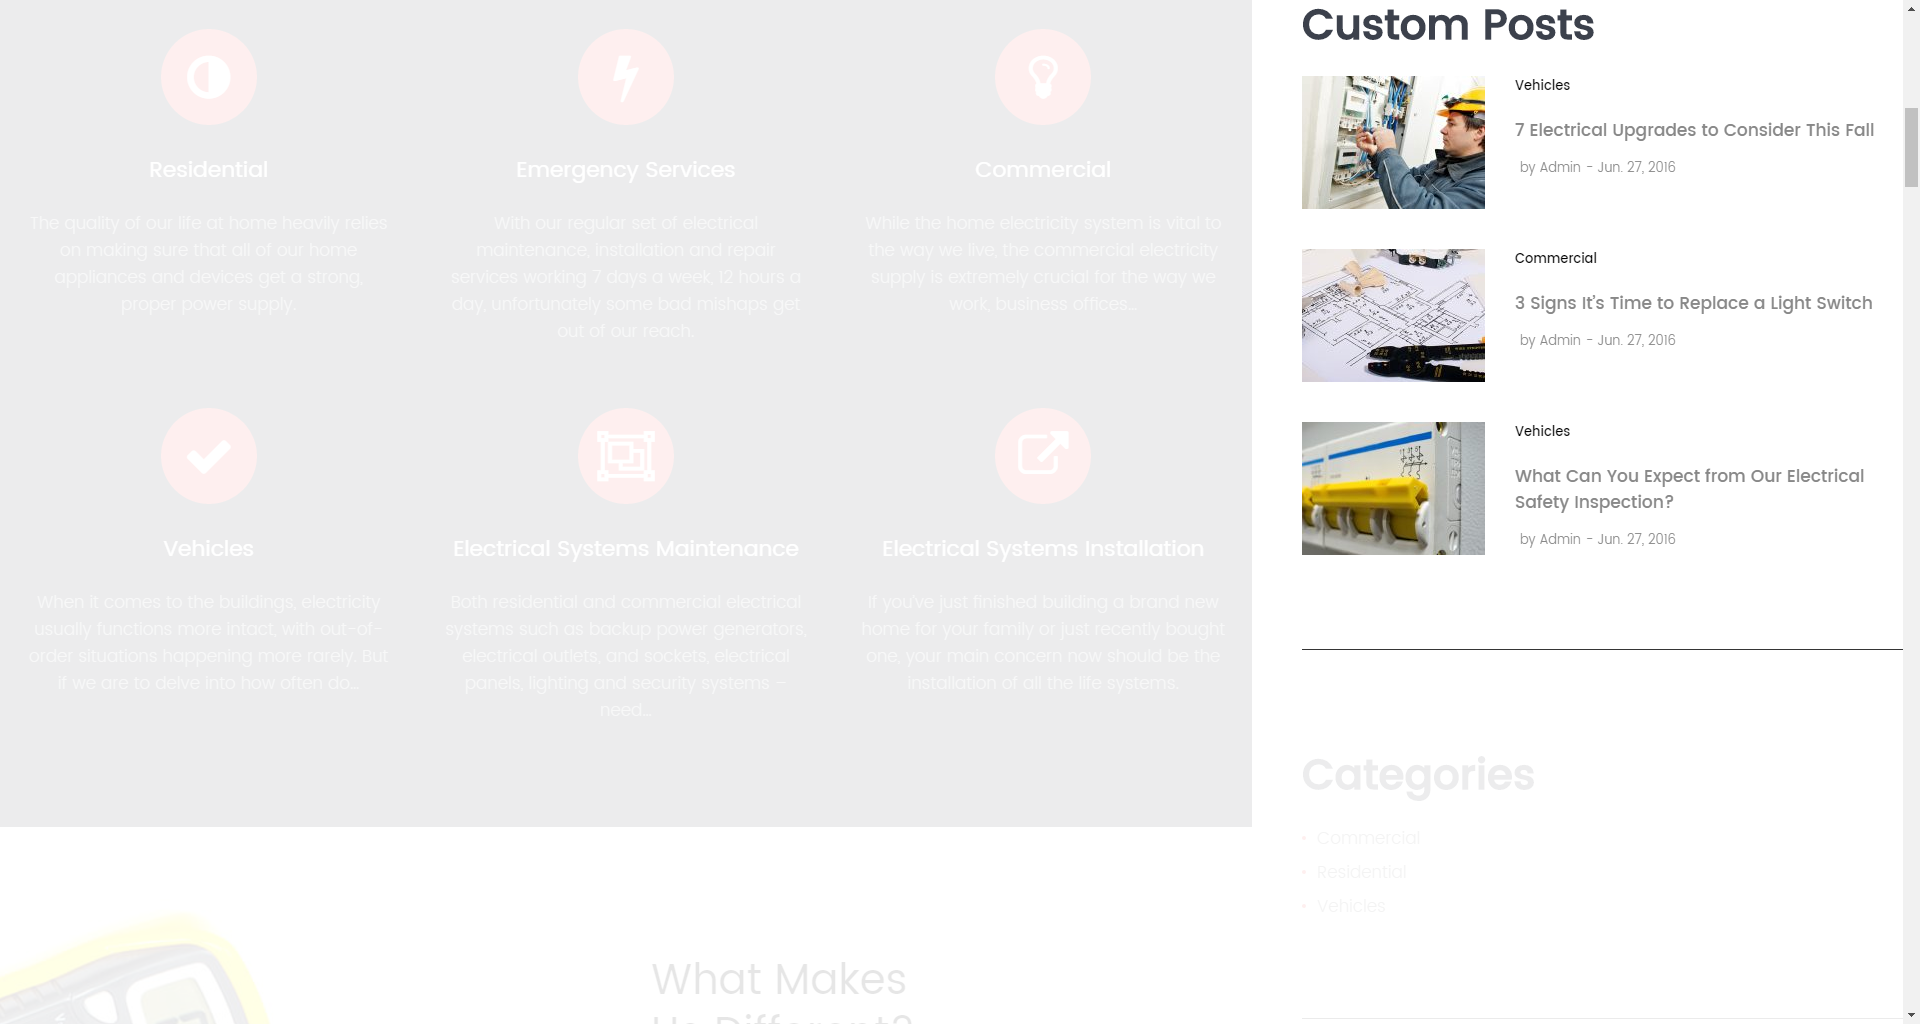 Residential
The quality of our life at home heavily relies
on making sure that all of our home
appliances and devices get a strong,
proper power supply.
Emergency Services
With our regular set of electrical
maintenance, installation and repair
services working 7 days a week, 12 hours a
day, unfortunately some bad mishaps get
out of our reach.
Commercial
While the home electricity system is vital to
the way we live, the commercial electricity
supply is extremely crucial for the way we
work, business offices...
Vehicles
When it comes to the buildings, electricity
usually functions more intact, with out-of-
order situations happening more rarely. But
if we are to delve into how often do...
Electrical Systems Maintenance
Both residential and commercial electrical
systems such as backup power generators,
electrical outlets, and sockets, electrical
panels, lighting and security systems –
need...
Electrical Systems Installation
If you've just finished building a brand new
home for your family or just recently bought
one, your main concern now should be the
installation of all the life systems.
What Makes
Us Different?
Custom Posts
Vehicles
7 Electrical Upgrades to Consider This Fall
by Admin - Jun. 27, 2016
Commercial
3 Signs It's Time to Replace a Light Switch
by Admin - Jun. 27, 2016
Vehicles
What Can You Expect from Our Electrical
Safety Inspection?
by Admin - Jun. 27, 2016
Categories
• Commercial
• Residential
• Vehicles